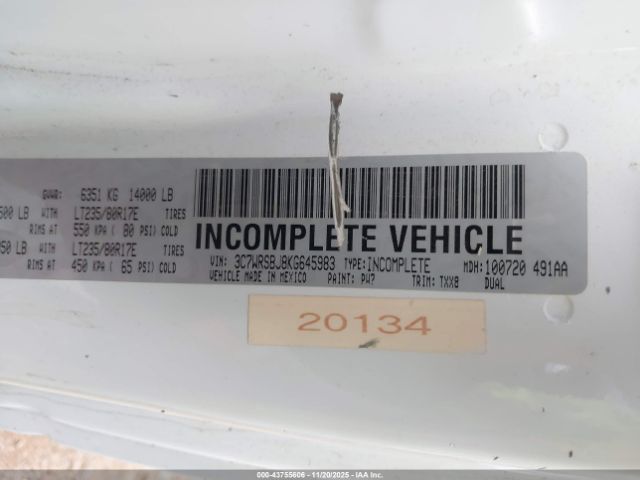 GVWR: 6351 KG 14000 LB
500 LB WITH LT235/80R17E TIRES
RIMS AT 550 KPA ( 80 PSI) COLD
50 LB WITH LT235/80R17E TIRES
RIMS AT 450 KPA ( 65 PSI) COLD
INCOMPLETE VEHICLE
VIN: 3C7WRSBJ8KG645983 TYPE: INCOMPLETE MDH: 100720 491AA
VEHICLE MADE IN MEXICO PAINT: PW7 TRIM: TXX8 DUAL
20134
000-43755606 - 11/20/2025 - IAA Corp.